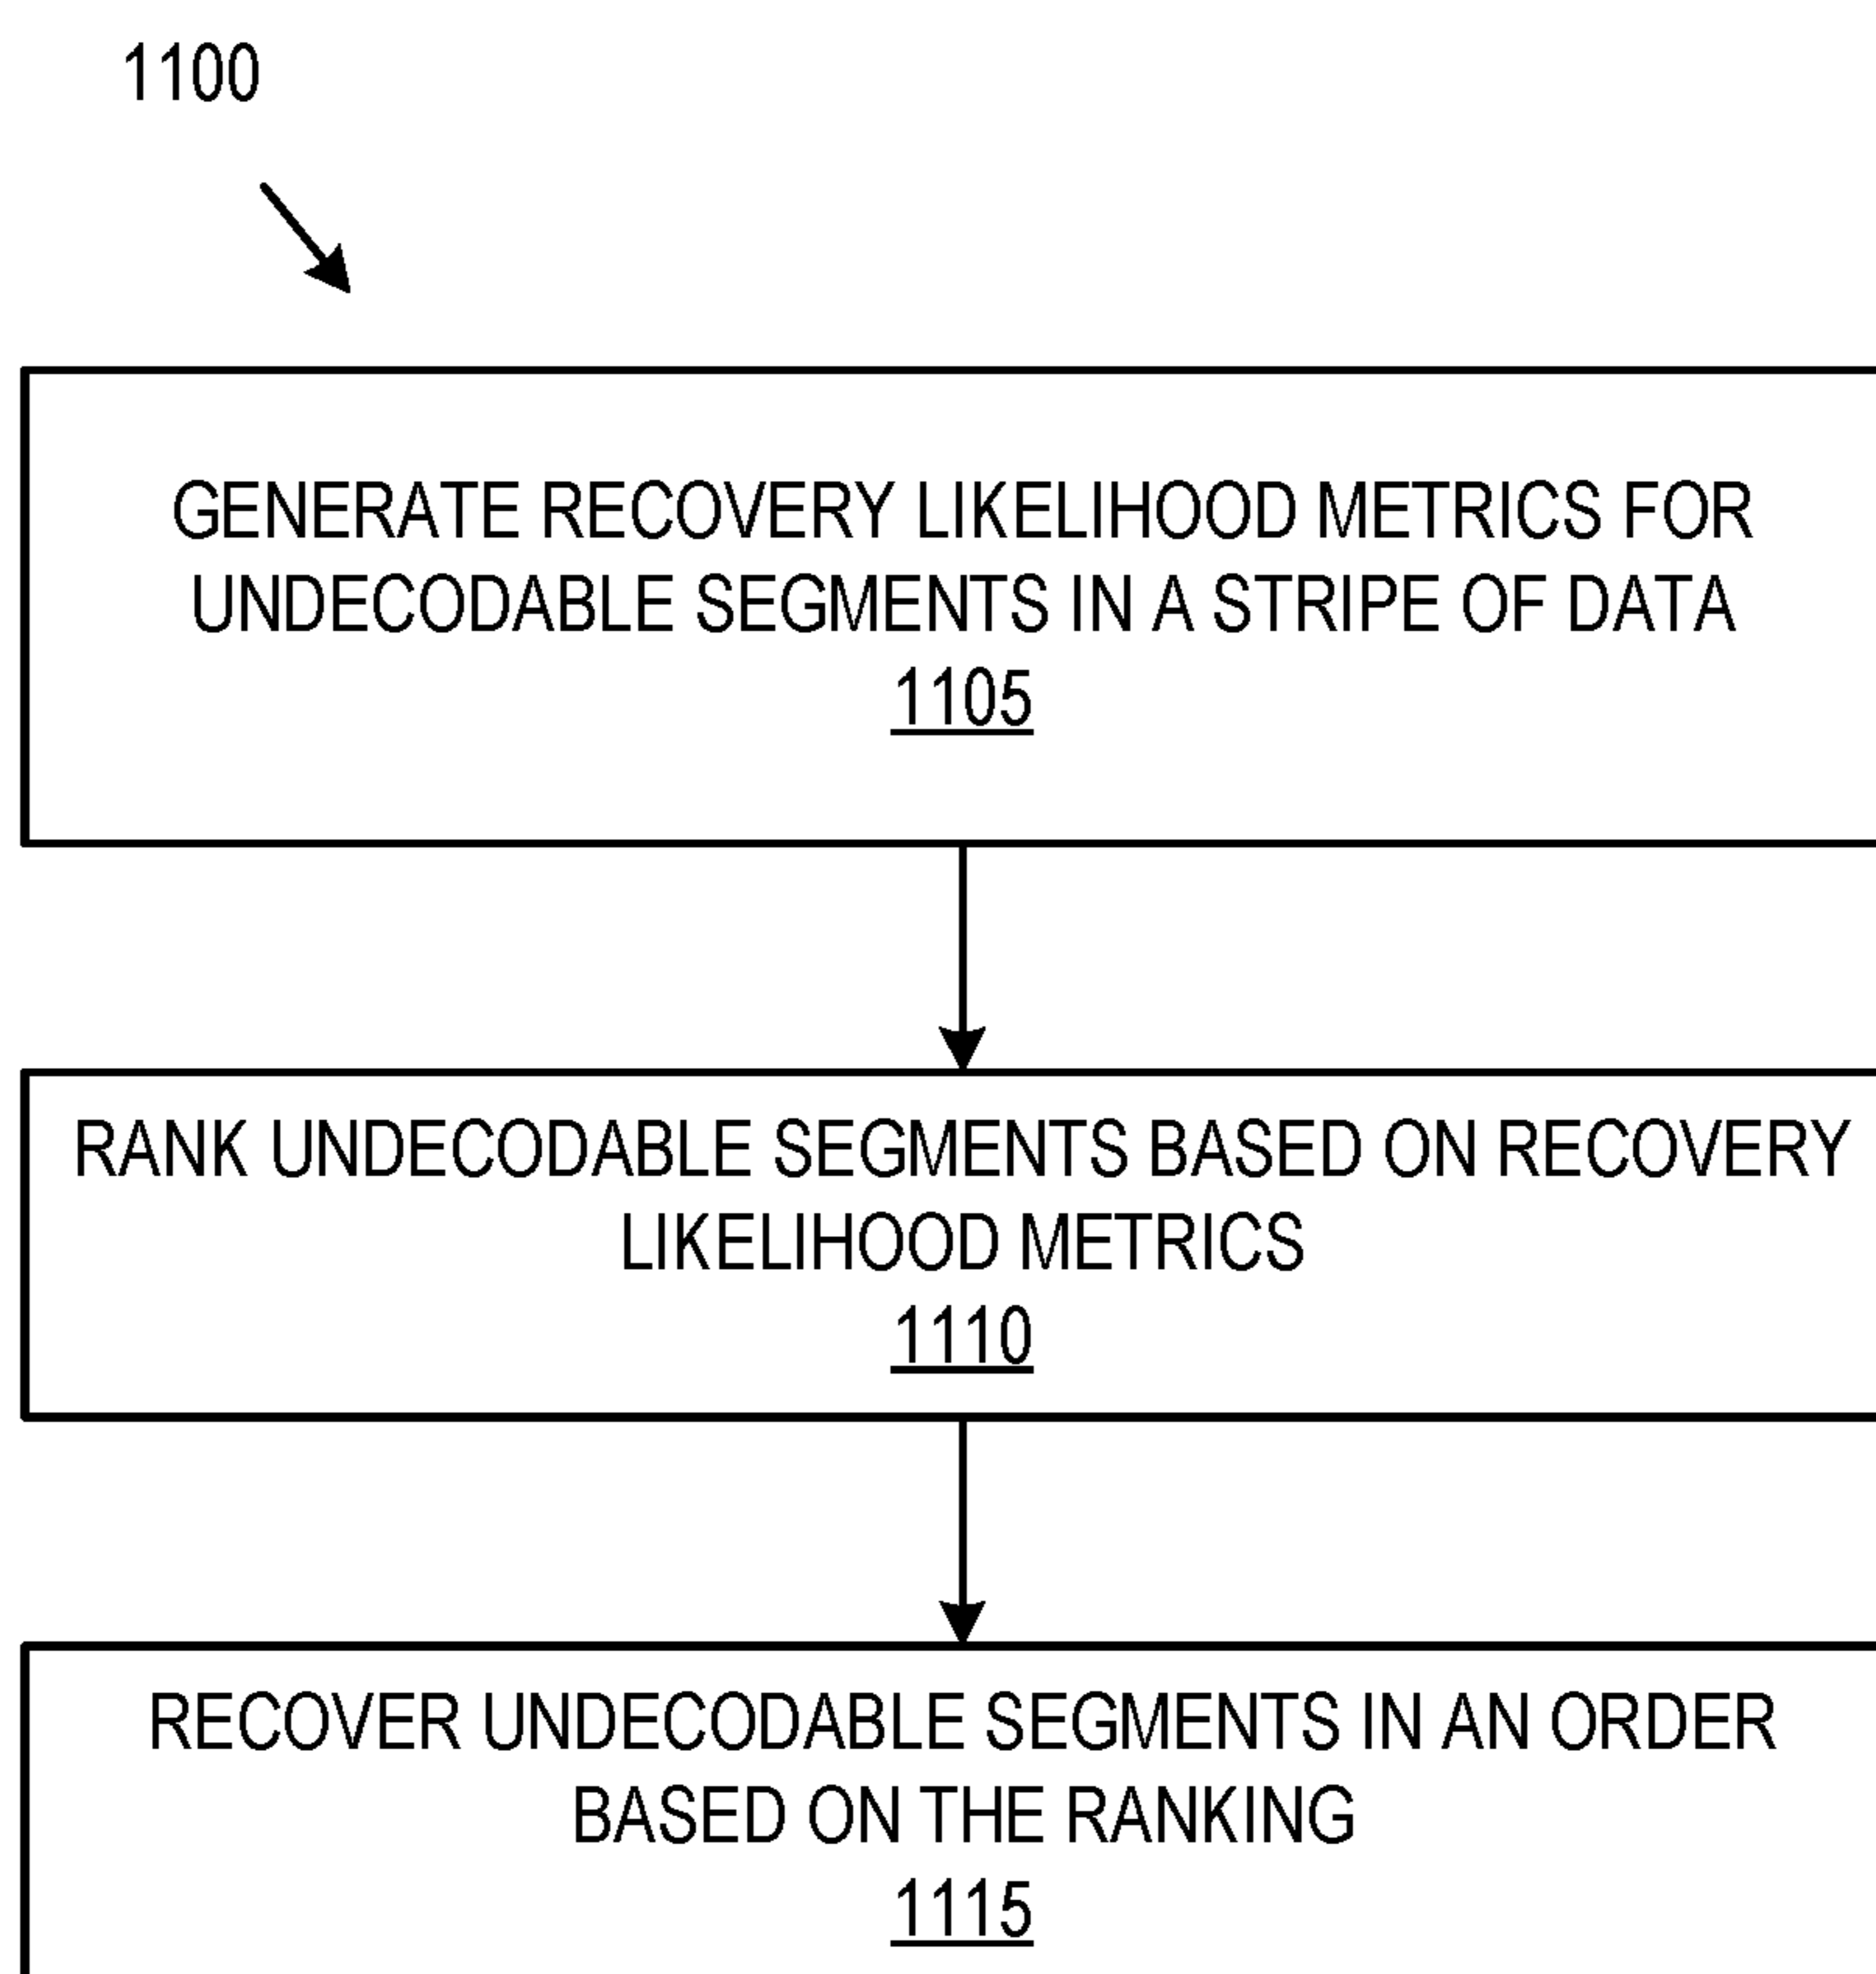 1100
GENERATE RECOVERY LIKELIHOOD METRICS FOR
UNDECODABLE SEGMENTS IN A STRIPE OF DATA
1105
RANK UNDECODABLE SEGMENTS BASED ON RECOVERY
LIKELIHOOD METRICS
1110
RECOVER UNDECODABLE SEGMENTS IN AN ORDER
BASED ON THE RANKING
1115